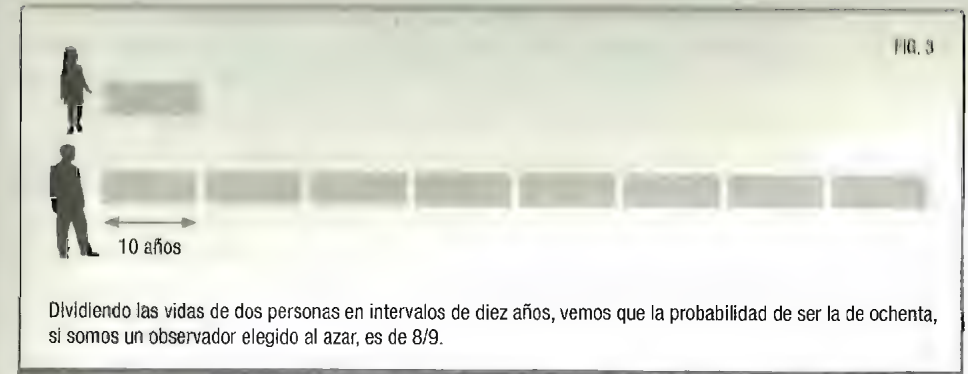 FIG. 3
10 años
Dividiendo las vidas de dos personas en intervalos de diez años, vemos que la probabilidad de ser la de ochenta,
si somos un observador elegido al azar, es de 8/9.